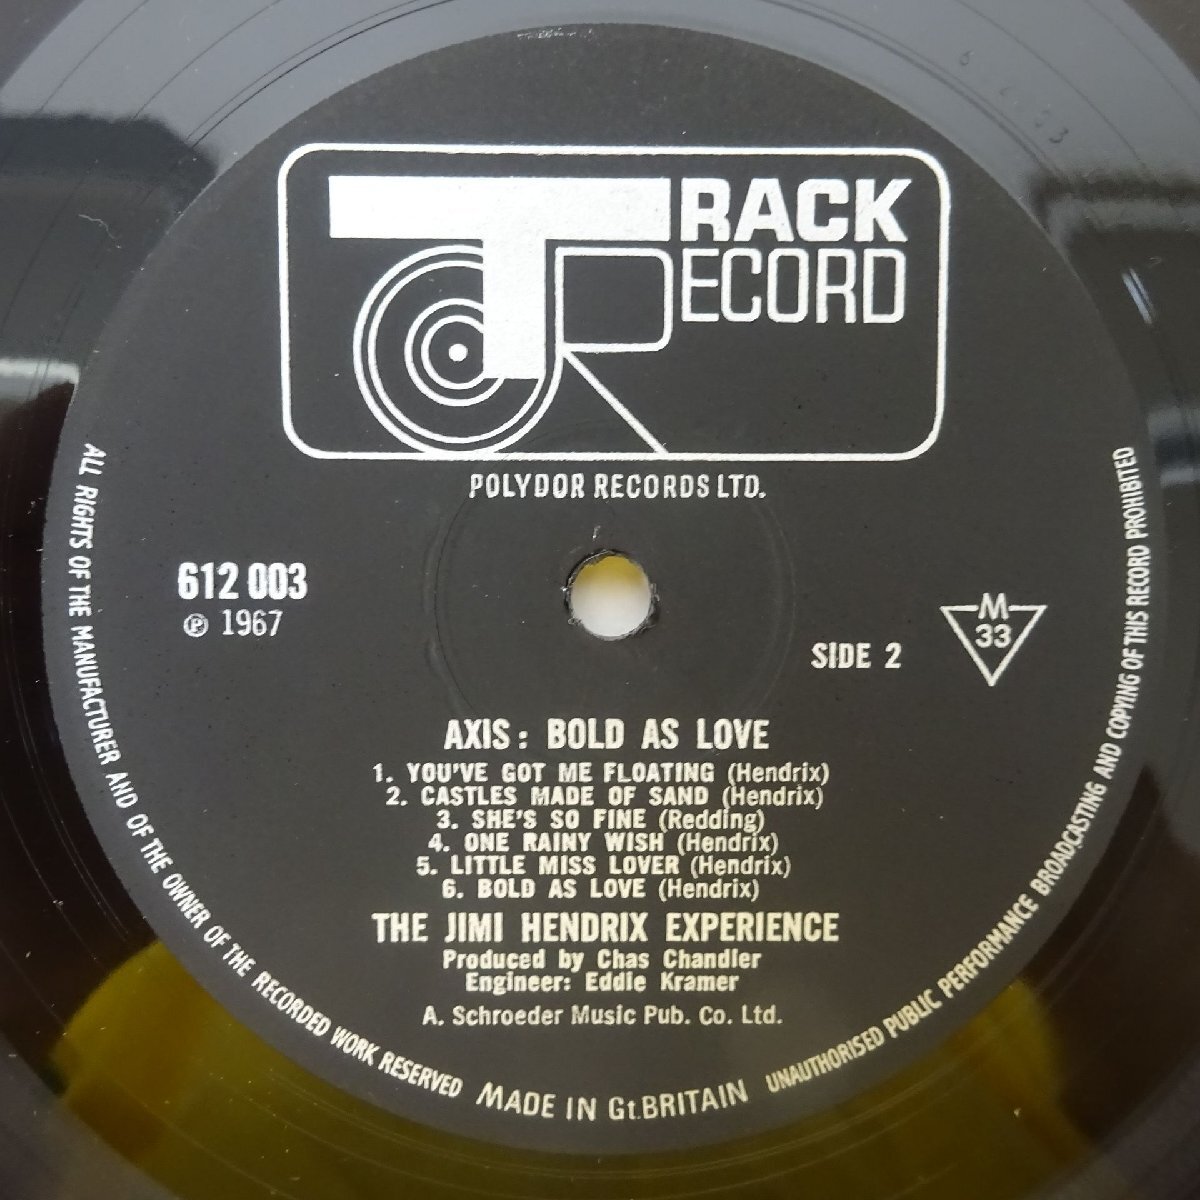 TRACK
RECORD
POLYDOR RECORDS LTD.
612 003
℗ 1967
SIDE 2
M
33
AXIS: BOLD AS LOVE
1. YOU'VE GOT ME FLOATING (Hendrix)
2. CASTLES MADE OF SAND (Hendrix)
3. SHE'S SO FINE (Redding)
4. ONE RAINY WISH (Hendrix)
5. LITTLE MISS LOVER (Hendrix)
6. BOLD AS LOVE (Hendrix)
THE JIMI HENDRIX EXPERIENCE
Produced by Chas Chandler
Engineer: Eddie Kramer
A. Schroeder Music Pub. Co. Ltd.
ALL RIGHTS OF THE MANUFACTURER AND OF THE OWNER OF THE RECORDED WORK RESERVED MADE IN Gt.BRITAIN UNAUTHORISED PUBLIC PERFORMANCE BROADCASTING AND COPYING OF THIS RECORD PROHIBITED